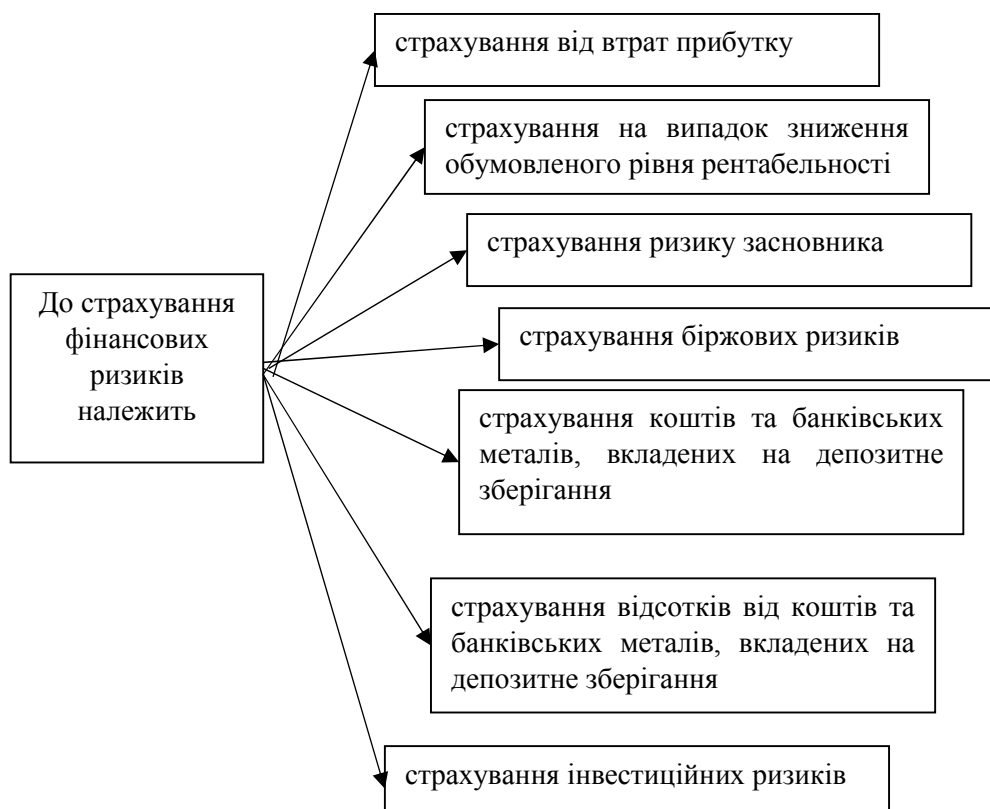 страхування від втрат прибутку
страхування на випадок зниження
обумовленого рівня рентабельності
страхування ризику засновника
До страхування
фінансових
ризиків
належить
страхування біржових ризиків
страхування коштів та банківських
металів, вкладених на депозитне
зберігання
страхування відсотків від коштів та
банківських металів, вкладених на
депозитне зберігання
страхування інвестиційних ризиків